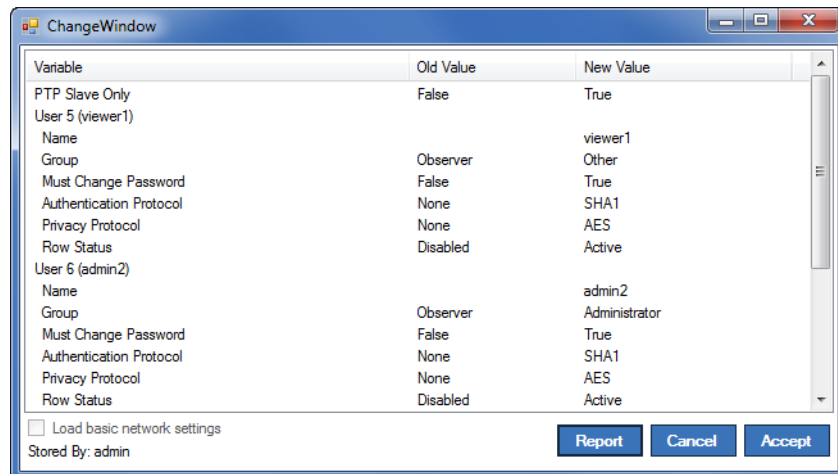 ChangeWindow
Variable Old Value New Value
PTP Slave Only False True
User 5 (viewer1)
Name viewer1
Group Observer Other
Must Change Password False True
Authentication Protocol None SHA1
Privacy Protocol None AES
Row Status Disabled Active
User 6 (admin2)
Name admin2
Group Observer Administrator
Must Change Password False True
Authentication Protocol None SHA1
Privacy Protocol None AES
Row Status Disabled Active
Load basic network settings
Stored By: admin
Report Cancel Accept